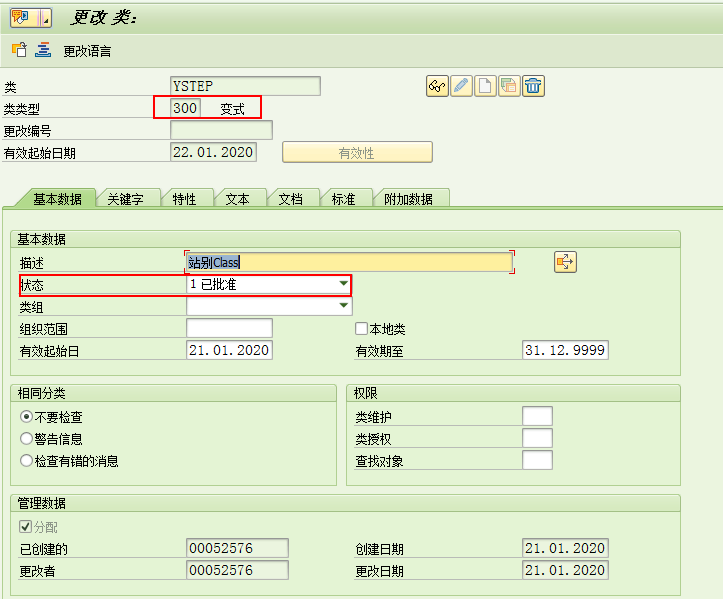 更改 类:
更改语言
类 YSTEP
类类型 300 变式
更改编号
有效起始日期 22.01.2020 有效性
基本数据 关键字 特性 文本 文档 标准 附加数据
基本数据
描述 站别Class
状态 1 已批准
类组
组织范围 本地类
有效起始日 21.01.2020 有效期至 31.12.9999
相同分类 权限
不要检查 类维护
警告信息 类授权
检查有错的消息 查找对象
管理数据
分配
已创建的 00052576 创建日期 21.01.2020
更改者 00052576 更改日期 21.01.2020